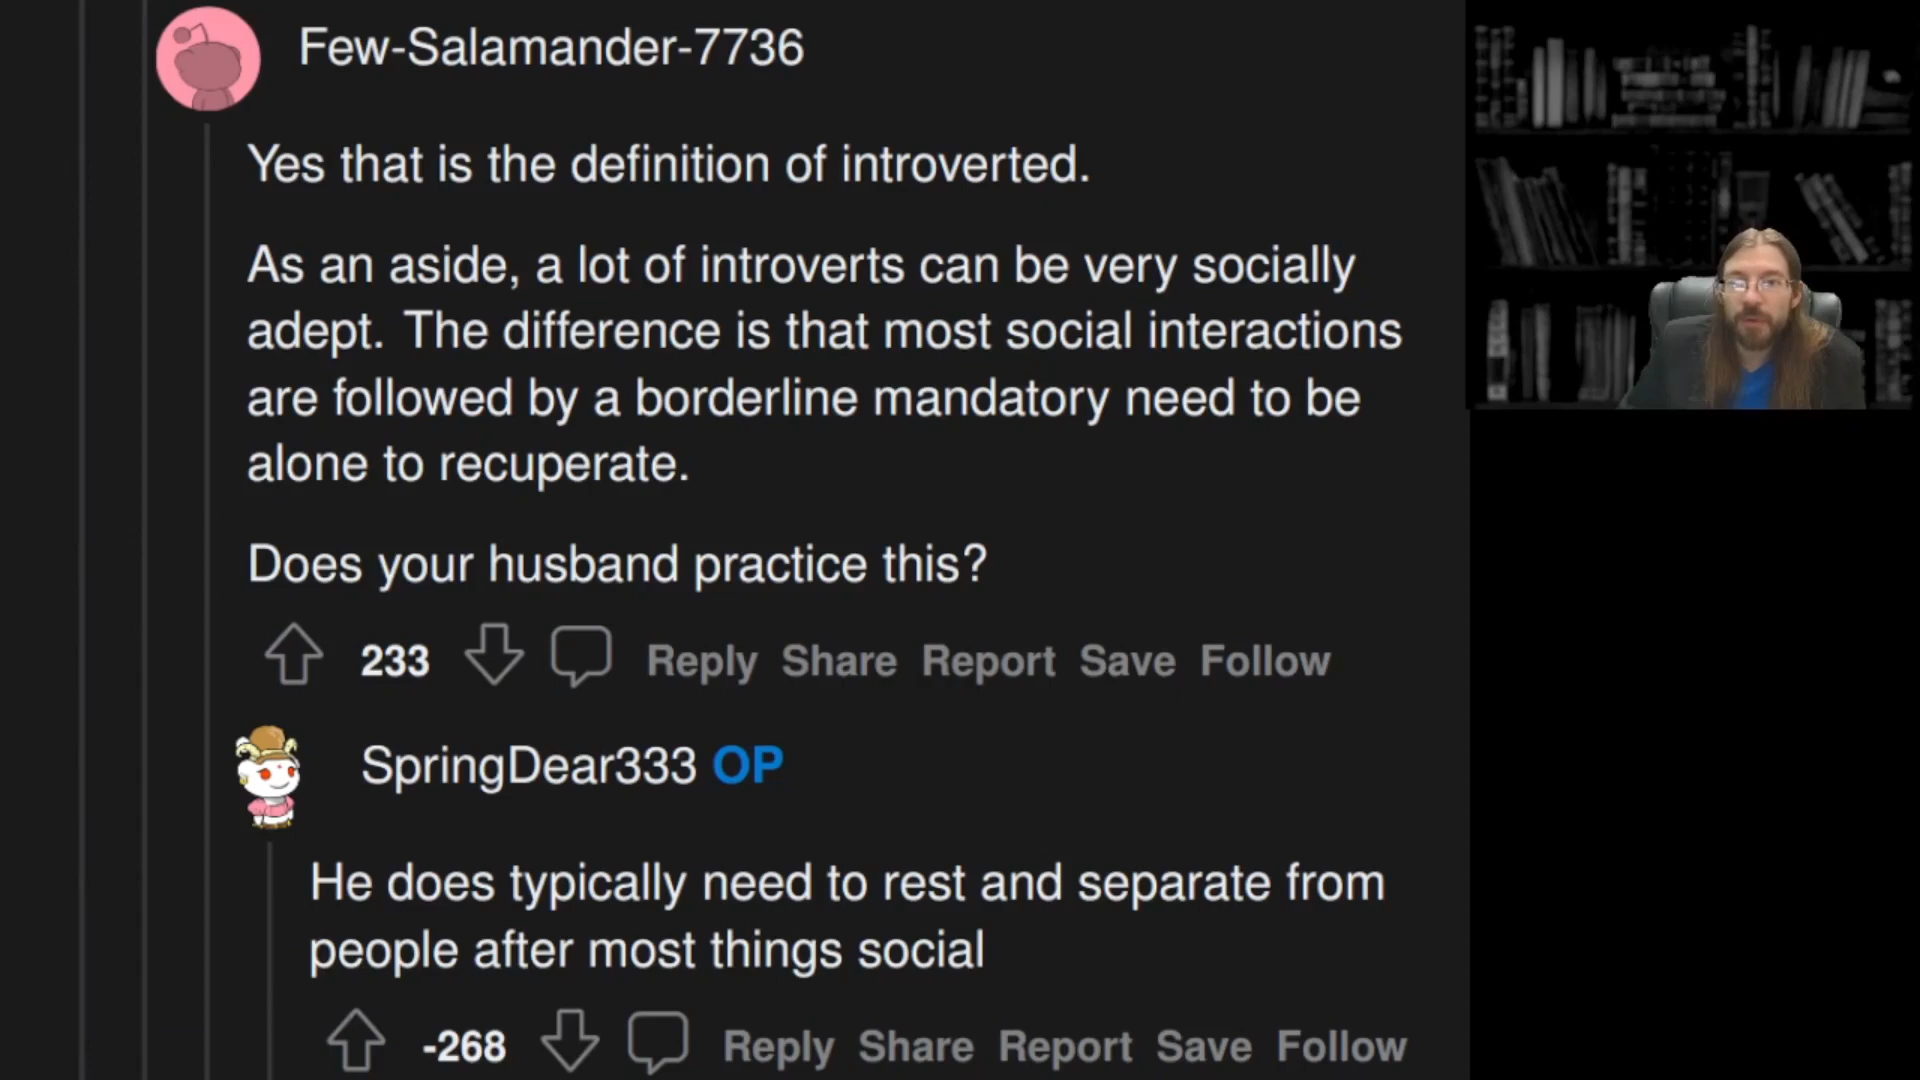 Few-Salamander-7736
Yes that is the definition of introverted.
As an aside, a lot of introverts can be very socially
adept. The difference is that most social interactions
are followed by a borderline mandatory need to be
alone to recuperate.
Does your husband practice this?
233 Reply Share Report Save Follow
SpringDear333 OP
He does typically need to rest and separate from
people after most things social
-268 Reply Share Report Save Follow